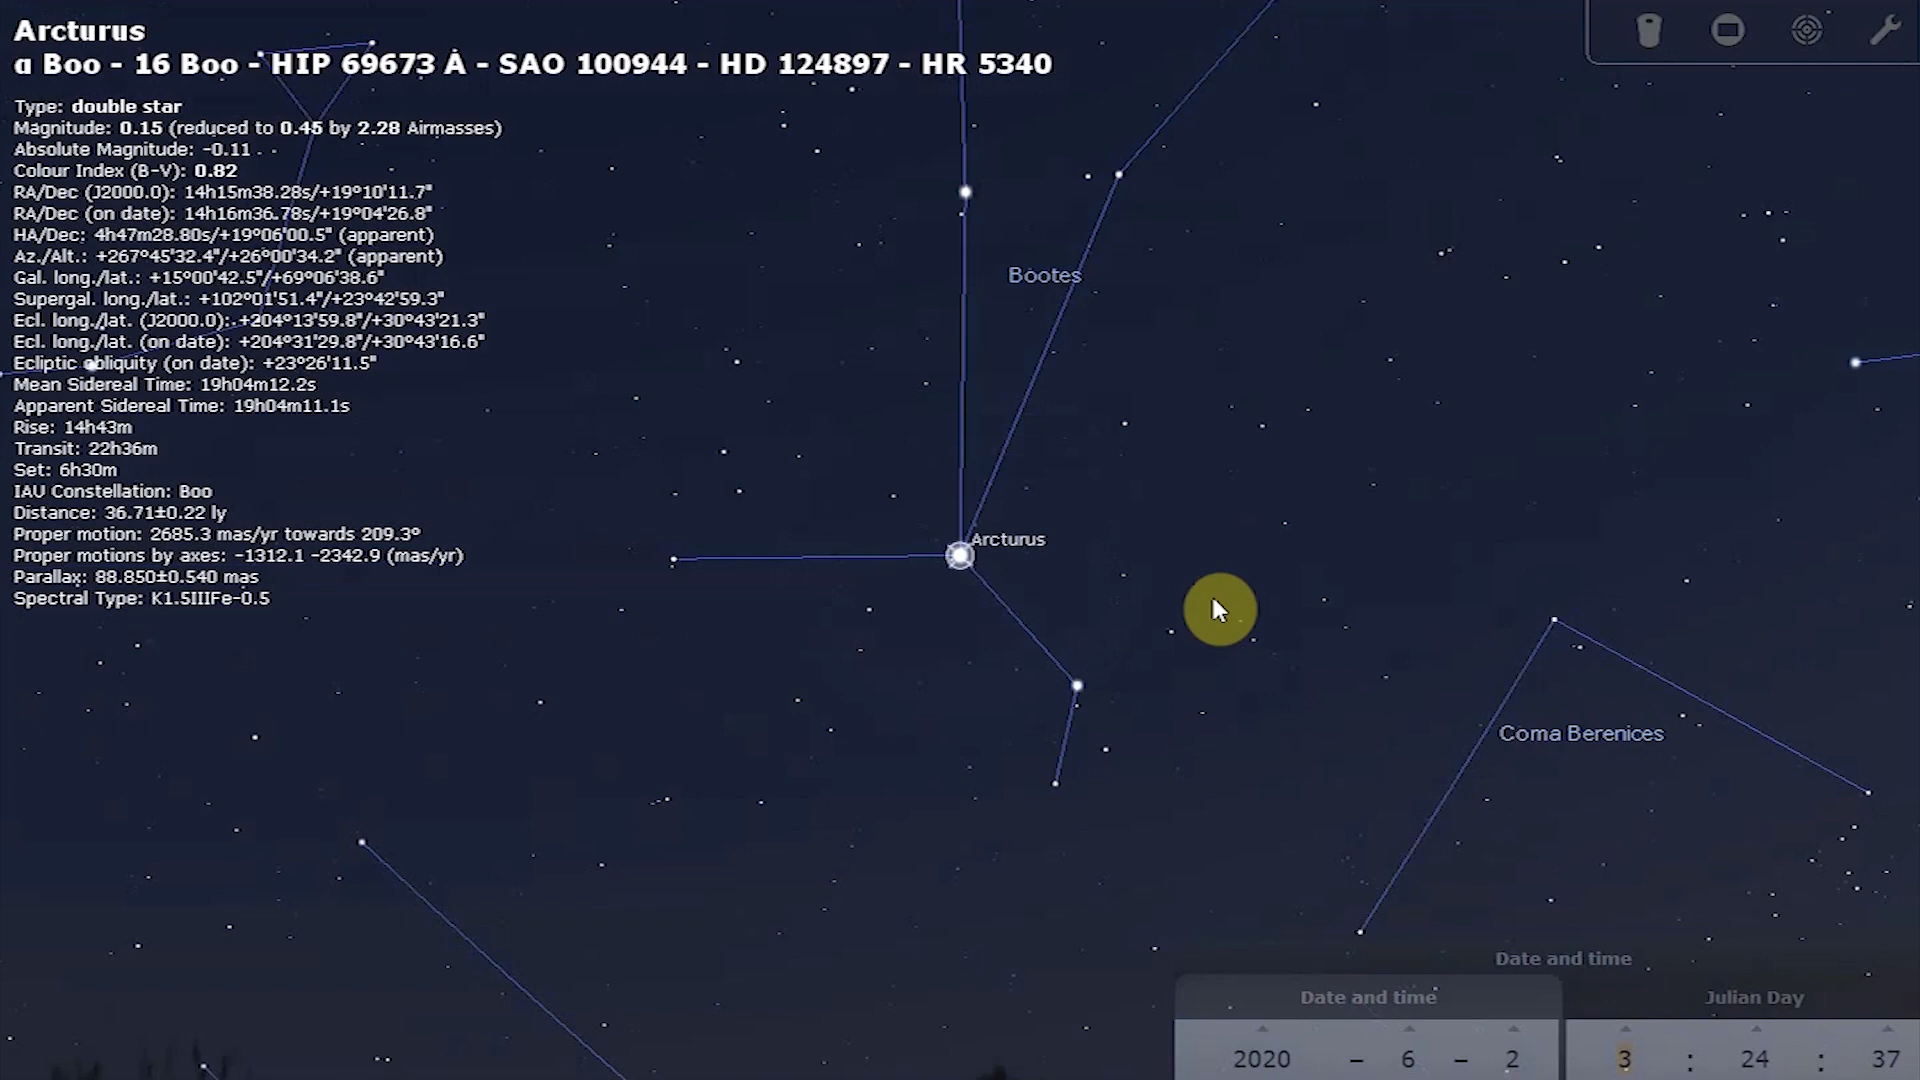 Arcturus
α Boo - 16 Boo - HIP 69673 A - SAO 100944 - HD 124897 - HR 5340
Type: double star
Magnitude: 0.15 (reduced to 0.45 by 2.28 Airmasses)
Absolute Magnitude: -0.11
Colour Index (B-V): 0.82
RA/Dec (J2000.0): 14h15m38.28s/+19°10'11.7"
RA/Dec (on date): 14h16m36.78s/+19°04'26.8"
HA/Dec: 4h47m28.80s/+19°06'00.5" (apparent)
Az./Alt.: +267°45'32.4"/+26°00'34.2" (apparent)
Gal. long./lat.: +15°00'42.5"/+69°06'38.6"
Supergal. long./lat.: +102°01'51.4"/+23°42'59.3"
Ecl. long./lat. (J2000.0): +204°13'59.8"/+30°43'21.3"
Ecl. long./lat. (on date): +204°31'29.8"/+30°43'16.6"
Ecliptic obliquity (on date): +23°26'11.5"
Mean Sidereal Time: 19h04m12.2s
Apparent Sidereal Time: 19h04m11.1s
Rise: 14h43m
Transit: 22h36m
Set: 6h30m
IAU Constellation: Boo
Distance: 36.71±0.22 ly
Proper motion: 2685.3 mas/yr towards 209.3°
Proper motions by axes: -1312.1 -2342.9 (mas/yr)
Parallax: 88.850±0.540 mas
Spectral Type: K1.5IIIFe-0.5
Bootes
Arcturus
Coma Berenices
Date and time
Date and time Julian Day
2020 - 6 - 2 3 : 24 : 37